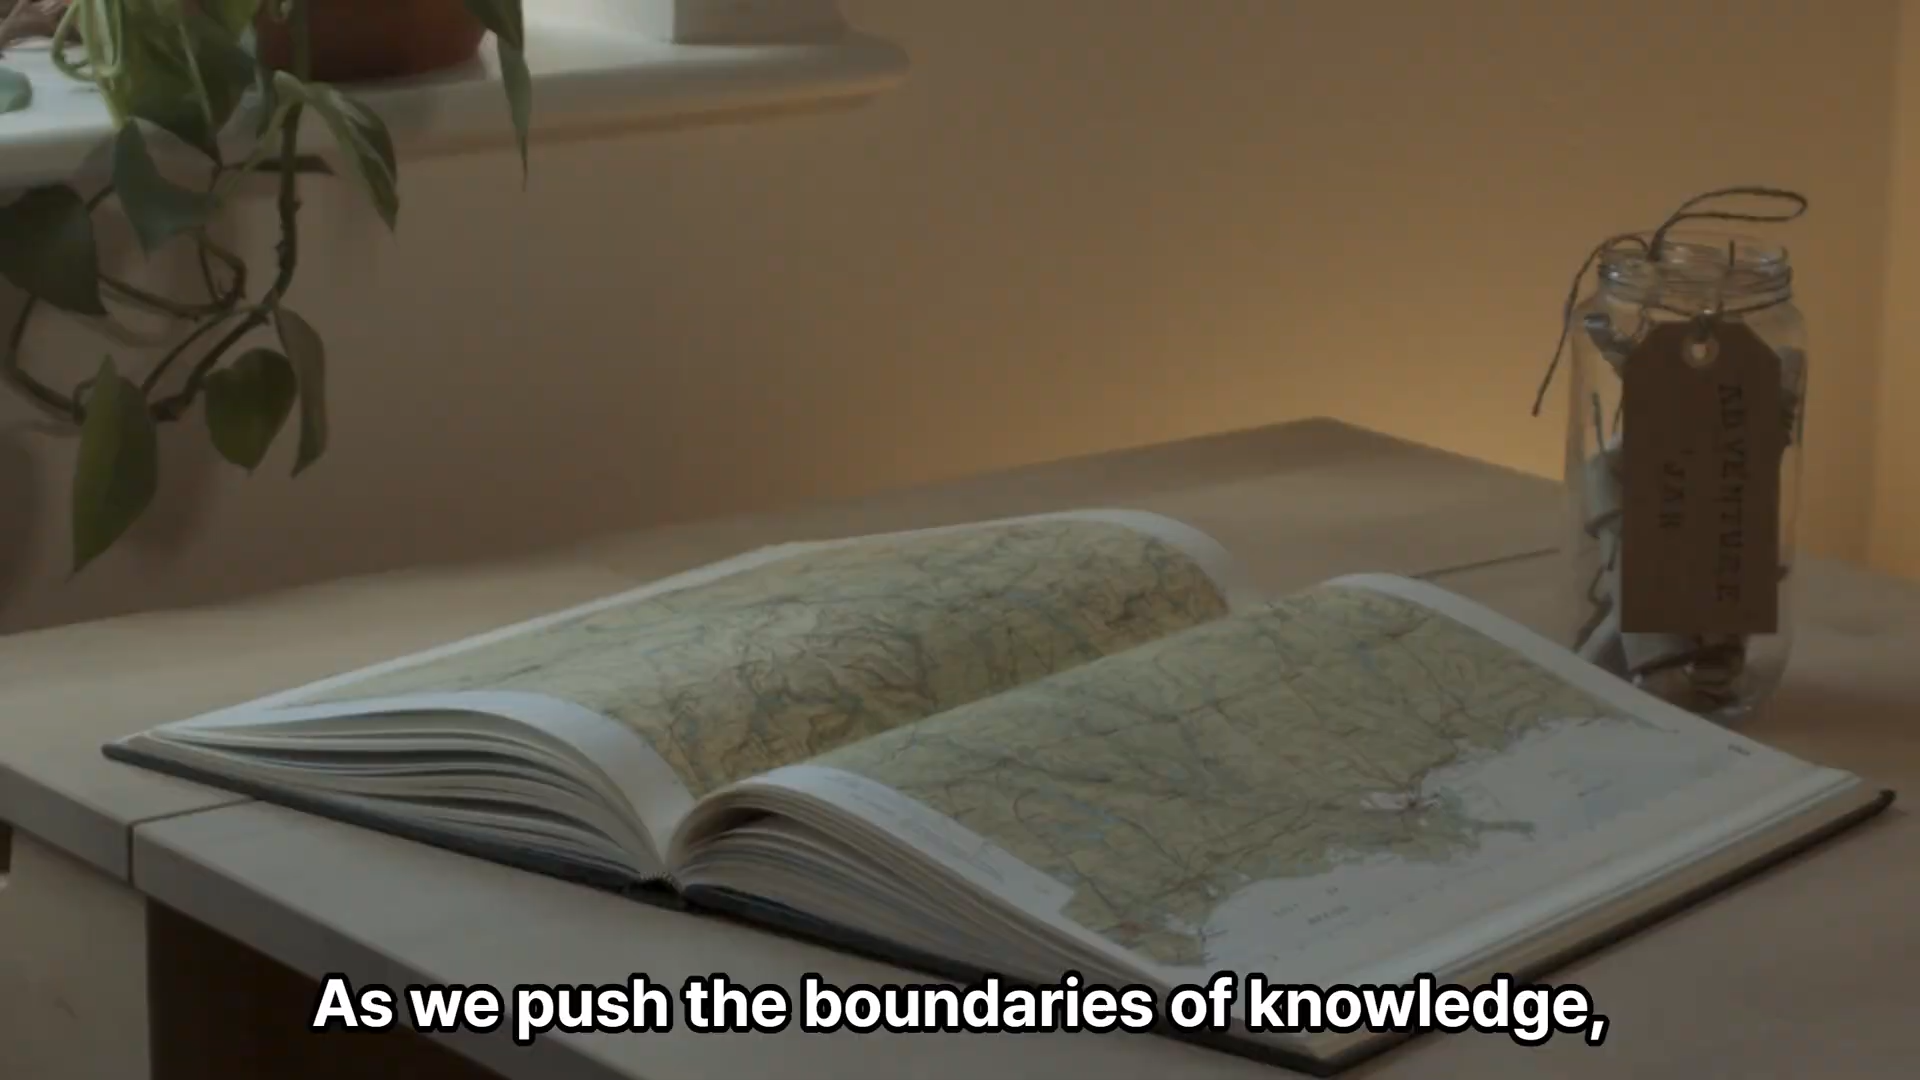 ADVENTURE
JAR
As we push the boundaries of knowledge,